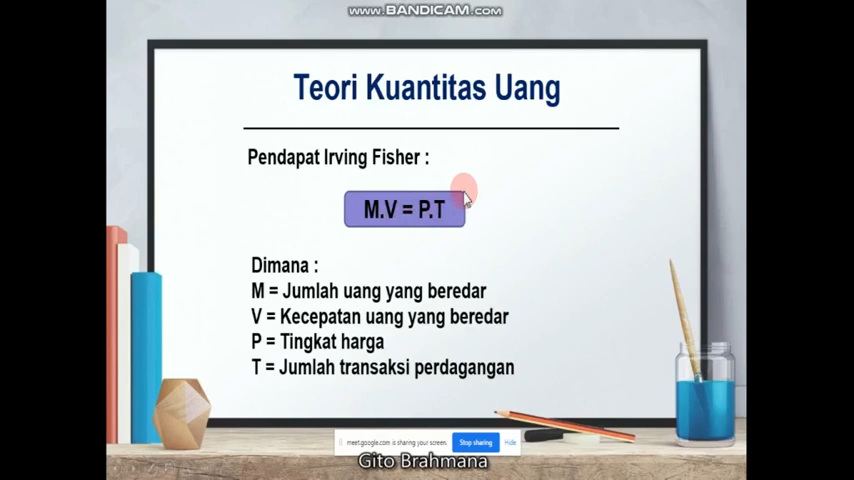 www.BANDICAM.com
Teori Kuantitas Uang
Pendapat Irving Fisher :
M.V = P.T
Dimana :
M = Jumlah uang yang beredar
V = Kecepatan uang yang beredar
P = Tingkat harga
T = Jumlah transaksi perdagangan
meet.google.com is sharing your screen. Stop sharing Hide
Gito Brahmana